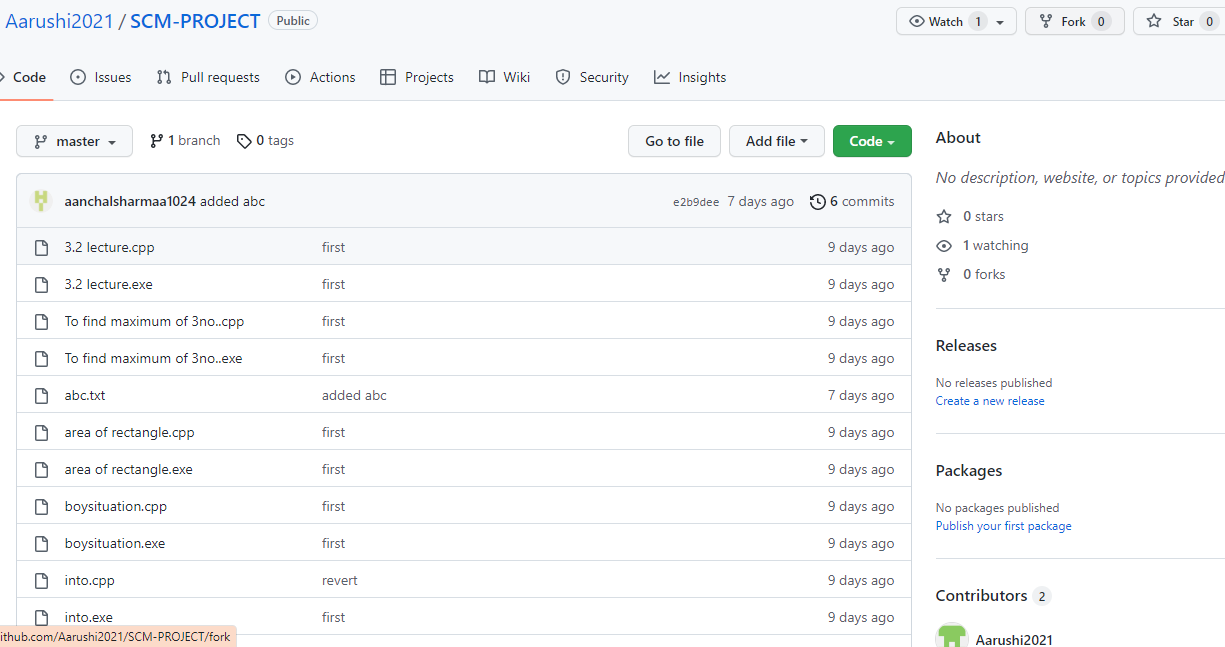 Aarushi2021 / SCM-PROJECT Public
Watch 1 Fork 0 Star 0
Code Issues Pull requests Actions Projects Wiki Security Insights
master 1 branch 0 tags Go to file Add file Code
aanchalsharmaa1024 added abc e2b9dee 7 days ago 6 commits
3.2 lecture.cpp first 9 days ago
3.2 lecture.exe first 9 days ago
To find maximum of 3no..cpp first 9 days ago
To find maximum of 3no..exe first 9 days ago
abc.txt added abc 7 days ago
area of rectangle.cpp first 9 days ago
area of rectangle.exe first 9 days ago
boysituation.cpp first 9 days ago
boysituation.exe first 9 days ago
into.cpp revert 9 days ago
into.exe first 9 days ago
ithub.com/Aarushi2021/SCM-PROJECT/fork
About
No description, website, or topics provided
0 stars
1 watching
0 forks
Releases
No releases published
Create a new release
Packages
No packages published
Publish your first package
Contributors 2
Aarushi2021